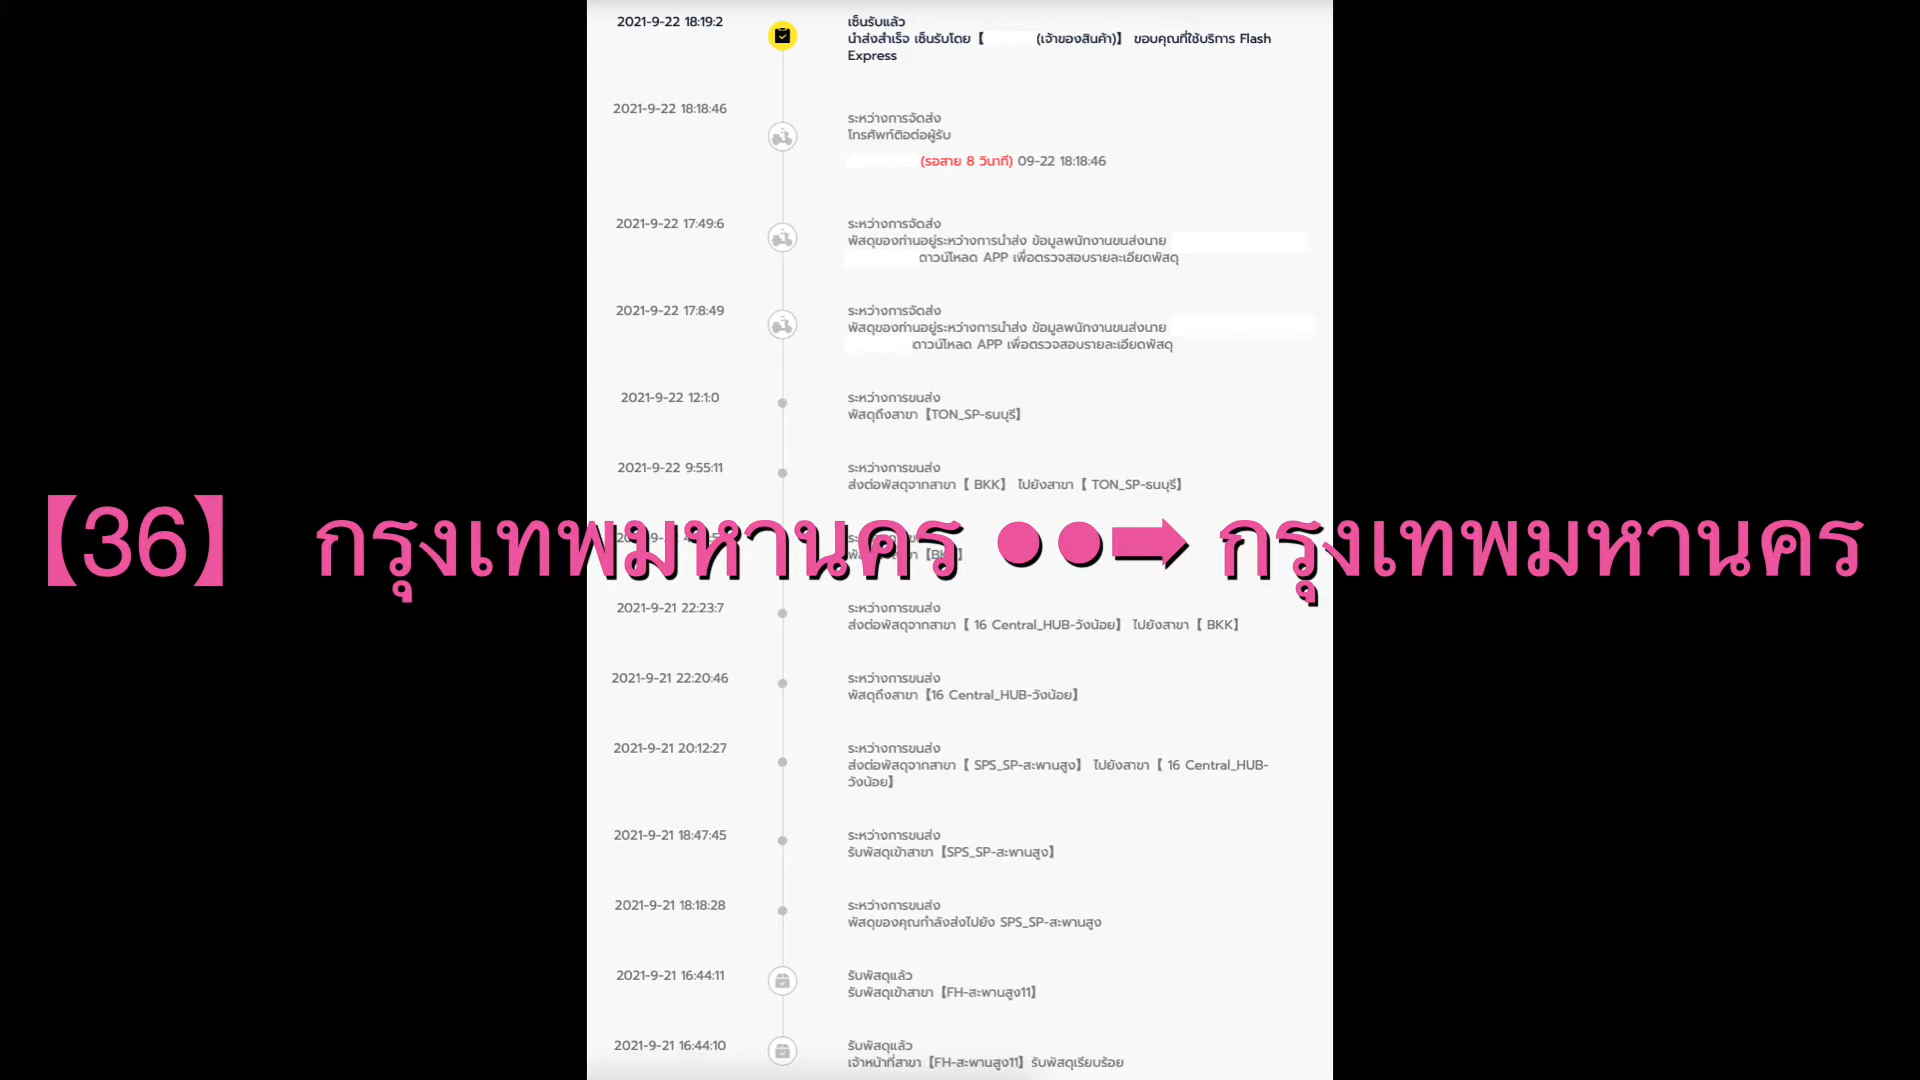 2021-9-22 18:19:2
เซ็นรับแล้ว
นำส่งสำเร็จ เซ็นรับโดย【 (เจ้าของสินค้า)】 ขอบคุณที่ใช้บริการ Flash
Express
2021-9-22 18:18:46
ระหว่างการจัดส่ง
โทรศัพท์ติอต่อผู้รับ
(รอสาย 8 วินาที) 09-22 18:18:46
2021-9-22 17:49:6
ระหว่างการจัดส่ง
พัสดุของท่านอยู่ระหว่างการนำส่ง ข้อมูลพนักงานขนส่งนาย
ดาวน์โหลด APP เพื่อตรวจสอบรายละเอียดพัสดุ
2021-9-22 17:8:49
ระหว่างการจัดส่ง
พัสดุของท่านอยู่ระหว่างการนำส่ง ข้อมูลพนักงานขนส่งนาย
ดาวน์โหลด APP เพื่อตรวจสอบรายละเอียดพัสดุ
2021-9-22 12:1:0
ระหว่างการขนส่ง
พัสดุถึงสาขา【TON_SP-ธนบุรี】
2021-9-22 9:55:11
ระหว่างการขนส่ง
ส่งต่อพัสดุจากสาขา【 BKK】 ไปยังสาขา【 TON_SP-ธนบุรี】
【36】 กรุงเทพมหานคร ●●➡ กรุงเทพมหานคร
2021-9-21 22:23:7
ระหว่างการขนส่ง
ส่งต่อพัสดุจากสาขา【 16 Central_HUB-วังน้อย】 ไปยังสาขา【 BKK】
2021-9-21 22:20:46
ระหว่างการขนส่ง
พัสดุถึงสาขา【16 Central_HUB-วังน้อย】
2021-9-21 20:12:27
ระหว่างการขนส่ง
ส่งต่อพัสดุจากสาขา【 SPS_SP-สะพานสูง】 ไปยังสาขา【 16 Central_HUB-
วังน้อย】
2021-9-21 18:47:45
ระหว่างการขนส่ง
รับพัสดุเข้าสาขา【SPS_SP-สะพานสูง】
2021-9-21 18:18:28
ระหว่างการขนส่ง
พัสดุของคุณกำลังส่งไปยัง SPS_SP-สะพานสูง
2021-9-21 16:44:11
รับพัสดุแล้ว
รับพัสดุเข้าสาขา【FH-สะพานสูง11】
2021-9-21 16:44:10
รับพัสดุแล้ว
เจ้าหน้าที่สาขา【FH-สะพานสูง11】รับพัสดุเรียบร้อย